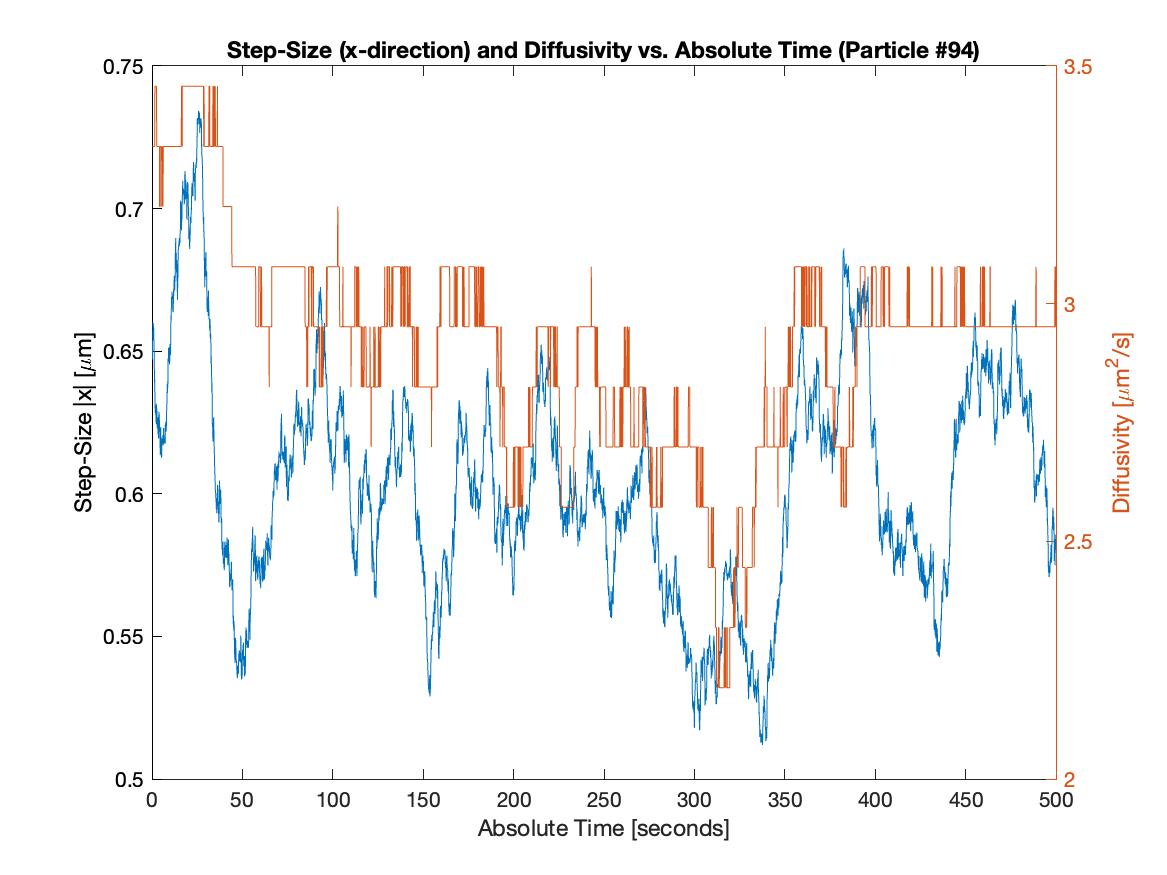 Step-Size (x-direction) and Diffusivity vs. Absolute Time (Particle #94)
0.75
0.7
0.65
0.6
0.55
0.5
Step-Size |x| [μm]
3.5
3
2.5
2
Diffusivity [μm²/s]
0 50 100 150 200 250 300 350 400 450 500
Absolute Time [seconds]